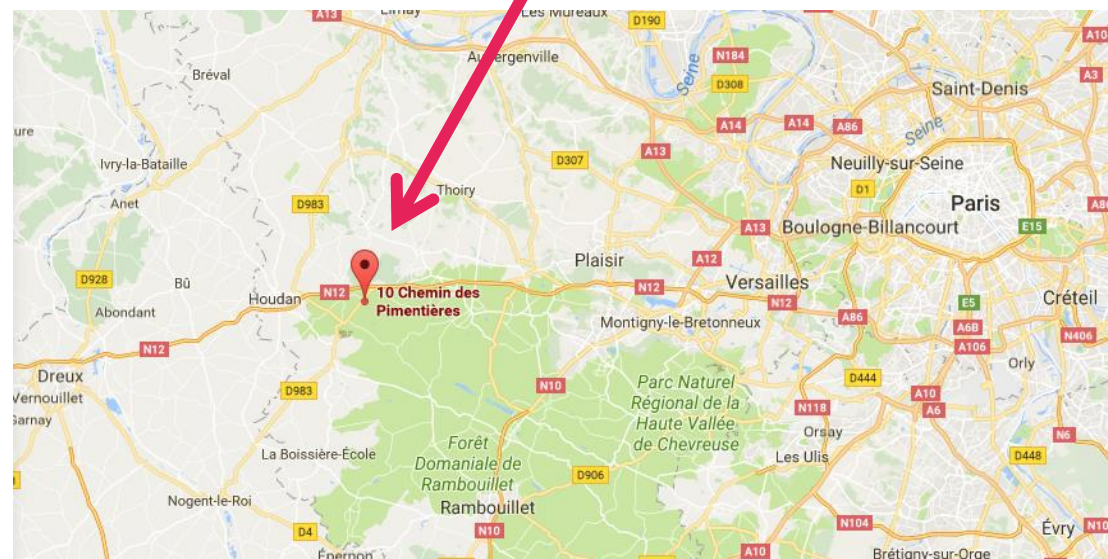 A13
Limay
Les Mureaux
D190
A10
Aubergenville
Seine
N184
A3
Bréval
D308
Saint-Denis
A14
A14
A86
Seine
Ivry-la-Bataille
D307
A13
Neuilly-sur-Seine
Anet
D983
Thoiry
D1
Paris
A13
Boulogne-Billancourt
E15
D928
Bû
Plaisir
A12
Houdan
N12
10 Chemin des
Pimentières
N12
Versailles
N12
E5
Créteil
Abondant
Montigny-le-Bretonneux
A86
A6B
N406
N12
A106
Orly
Dreux
Vernouillet
Garnay
D983
N10
Parc Naturel
Régional de la
Haute Vallée
de Chevreuse
D444
N118
A10
A6
Orsay
N6
La Boissière-École
Forêt
Domaniale de
Rambouillet
D906
Les Ulis
D448
Nogent-le-Roi
Rambouillet
D4
N10
N104
Évry
Épernon
A10
Brétigny-sur-Orge